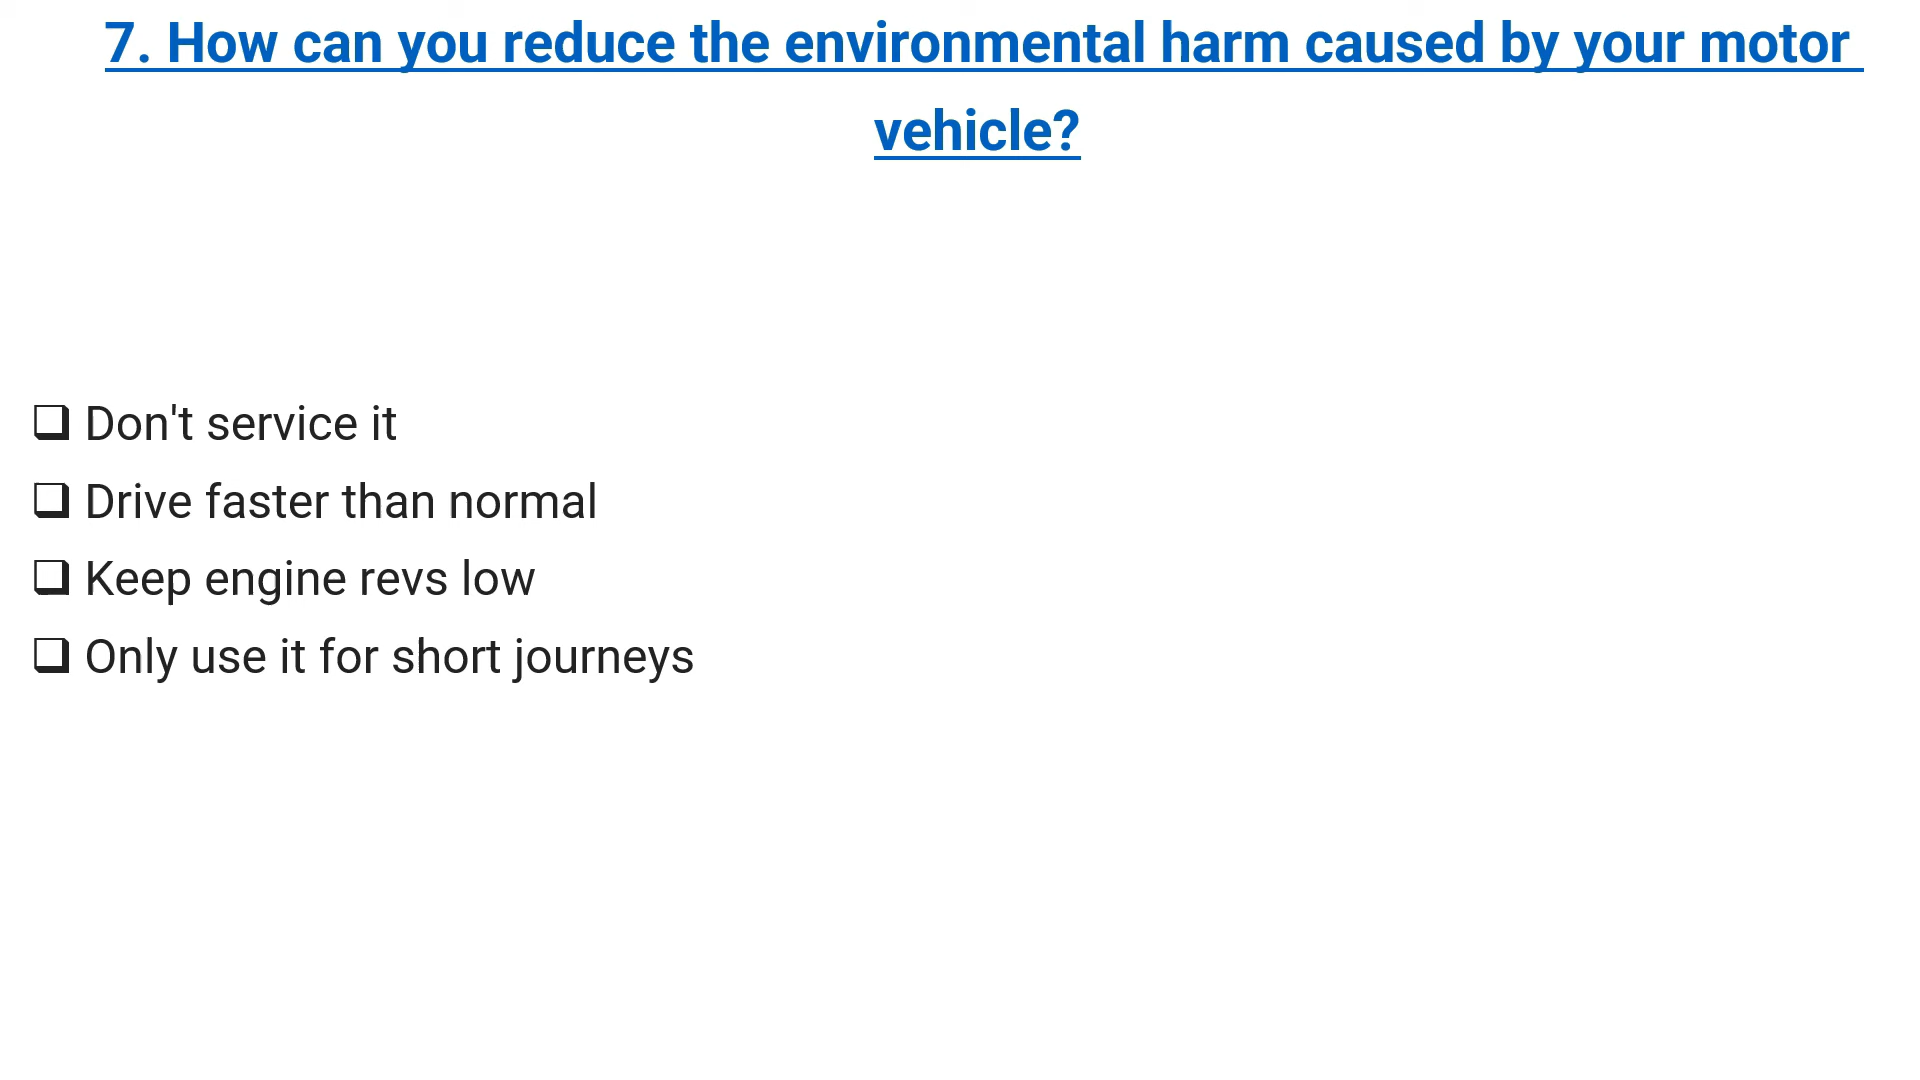 7. How can you reduce the environmental harm caused by your motor
vehicle?
❑ Don't service it
❑ Drive faster than normal
❑ Keep engine revs low
❑ Only use it for short journeys